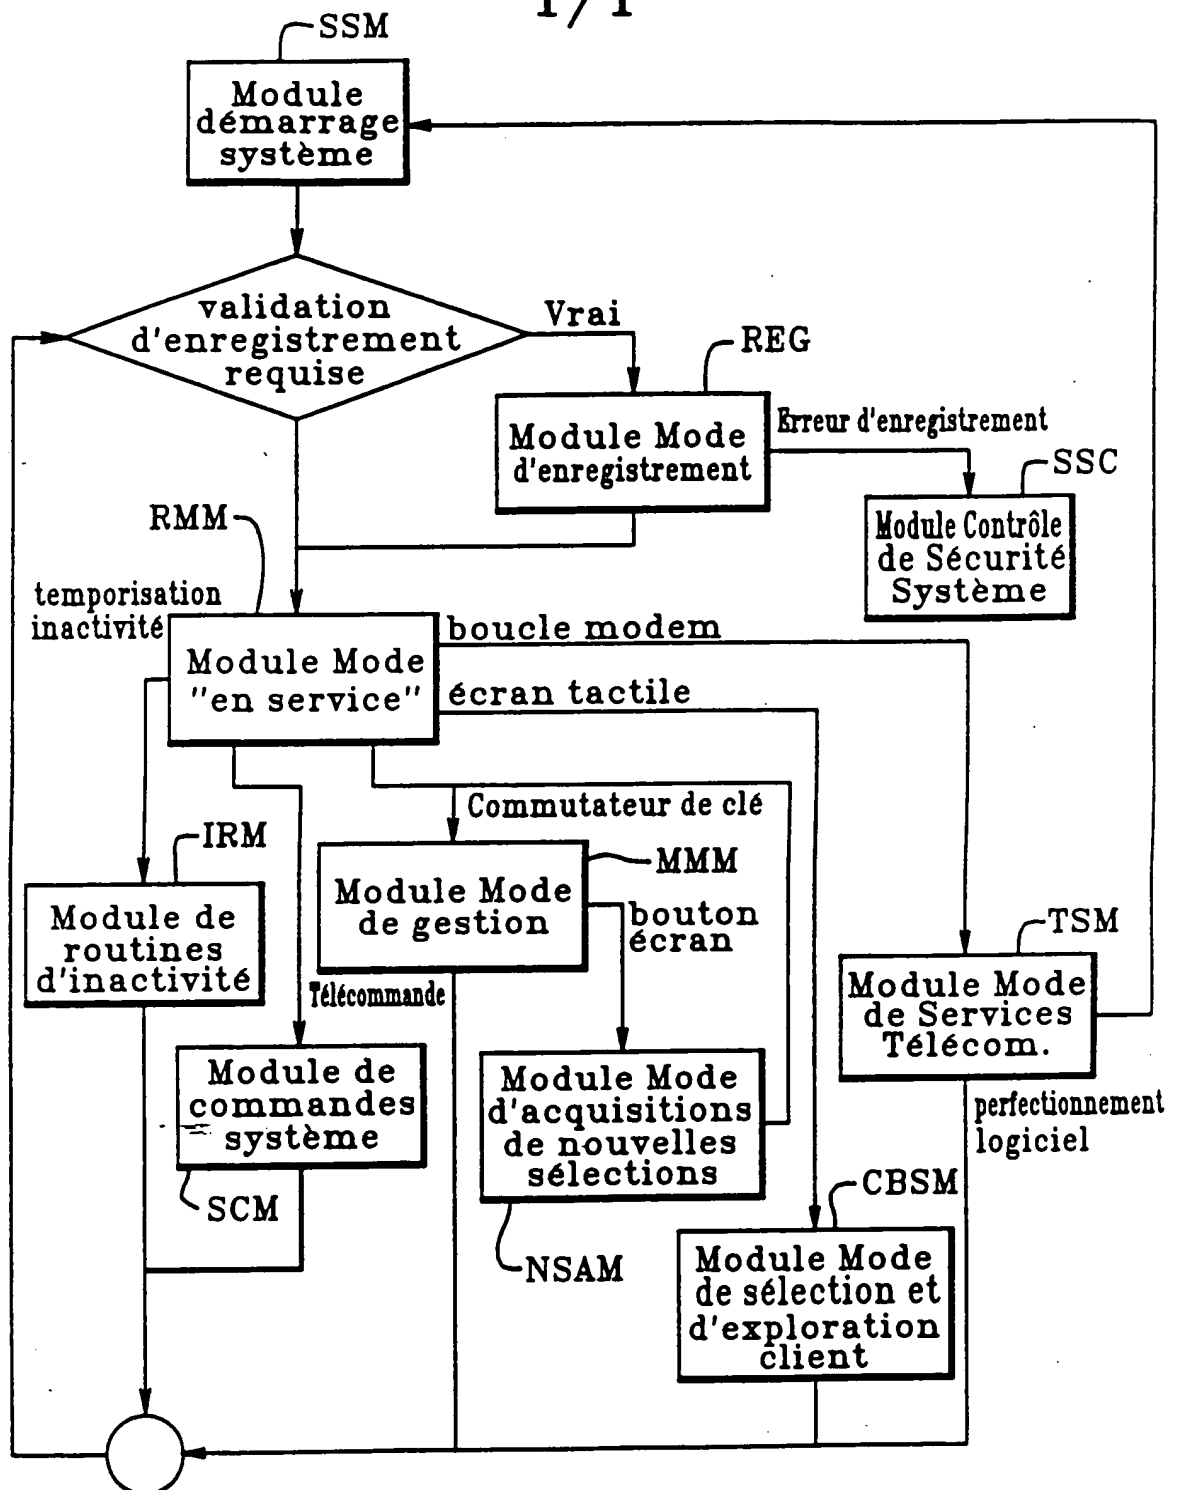 1/1
SSM
Module
démarrage
système
validation
d'enregistrement
requise
Vrai
REG
Module Mode
d'enregistrement
Erreur d'enregistrement
SSC
Module Contrôle
de Sécurité
Système
RMM
temporisation
inactivité
Module Mode
"en service"
boucle modem
écran tactile
Commutateur de clé
IRM
Module de
routines
d'inactivité
MMM
Module Mode
de gestion
bouton
écran
Télécommande
TSM
Module Mode
de Services
Télécom.
Module de
commandes
système
SCM
Module Mode
d'acquisitions
de nouvelles
sélections
NSAM
perfectionnement
logiciel
CBSM
Module Mode
de sélection et
d'exploration
client